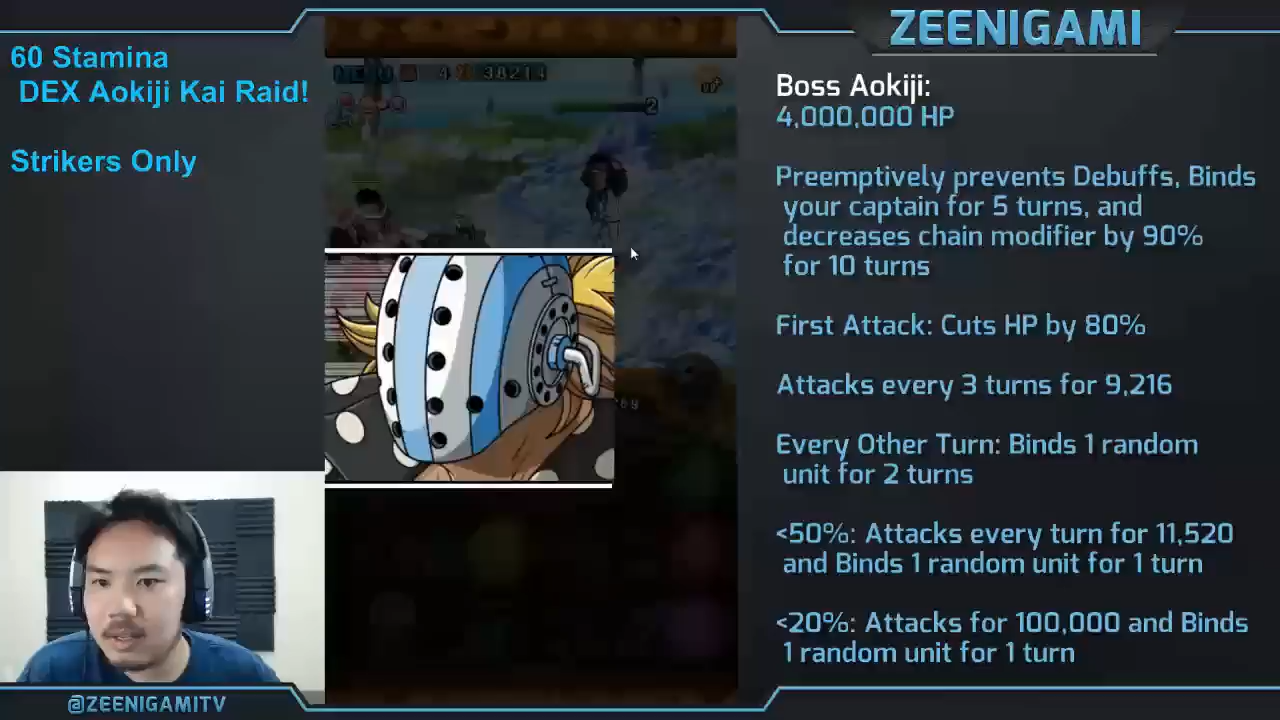 60 Stamina
DEX Aokiji Kai Raid!
Strikers Only
@ZEENIGAMITV
4
38214
2
ZEENIGAMI
Boss Aokiji:
4,000,000 HP
Preemptively prevents Debuffs, Binds
your captain for 5 turns, and
decreases chain modifier by 90%
for 10 turns
First Attack: Cuts HP by 80%
Attacks every 3 turns for 9,216
Every Other Turn: Binds 1 random
unit for 2 turns
<50%: Attacks every turn for 11,520
and Binds 1 random unit for 1 turn
<20%: Attacks for 100,000 and Binds
1 random unit for 1 turn